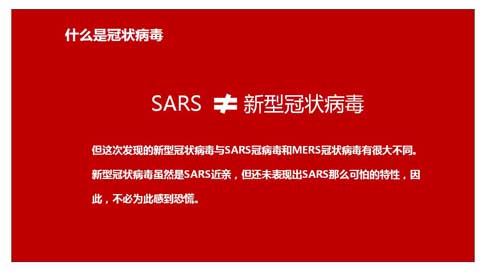 什么是冠状病毒
SARS ≠ 新型冠状病毒
但这次发现的新型冠状病毒与SARS冠病毒和MERS冠状病毒有很大不同。
新型冠状病毒虽然是SARS近亲，但还未表现出SARS那么可怕的特性，因
此，不必为此感到恐慌。